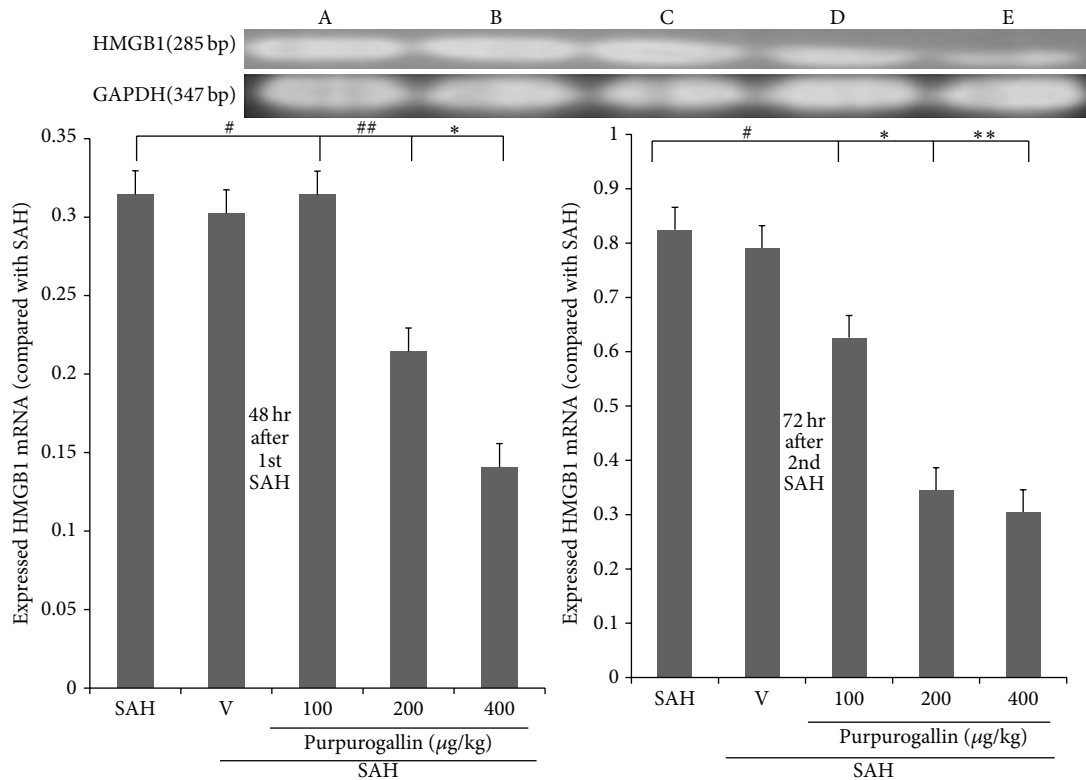 A B C D E
HMGB1(285 bp)
GAPDH(347 bp)
# ## *
0.35
0.3
0.25
0.2
0.15
0.1
0.05
0
Expressed HMGB1 mRNA (compared with SAH)
48 hr
after
1st
SAH
SAH V 100 200 400
Purpurogallin (μg/kg)
SAH
# * **
1
0.9
0.8
0.7
0.6
0.5
0.4
0.3
0.2
0.1
0
Expressed HMGB1 mRNA (compared with SAH)
72 hr
after
2nd
SAH
SAH V 100 200 400
Purpurogallin (μg/kg)
SAH